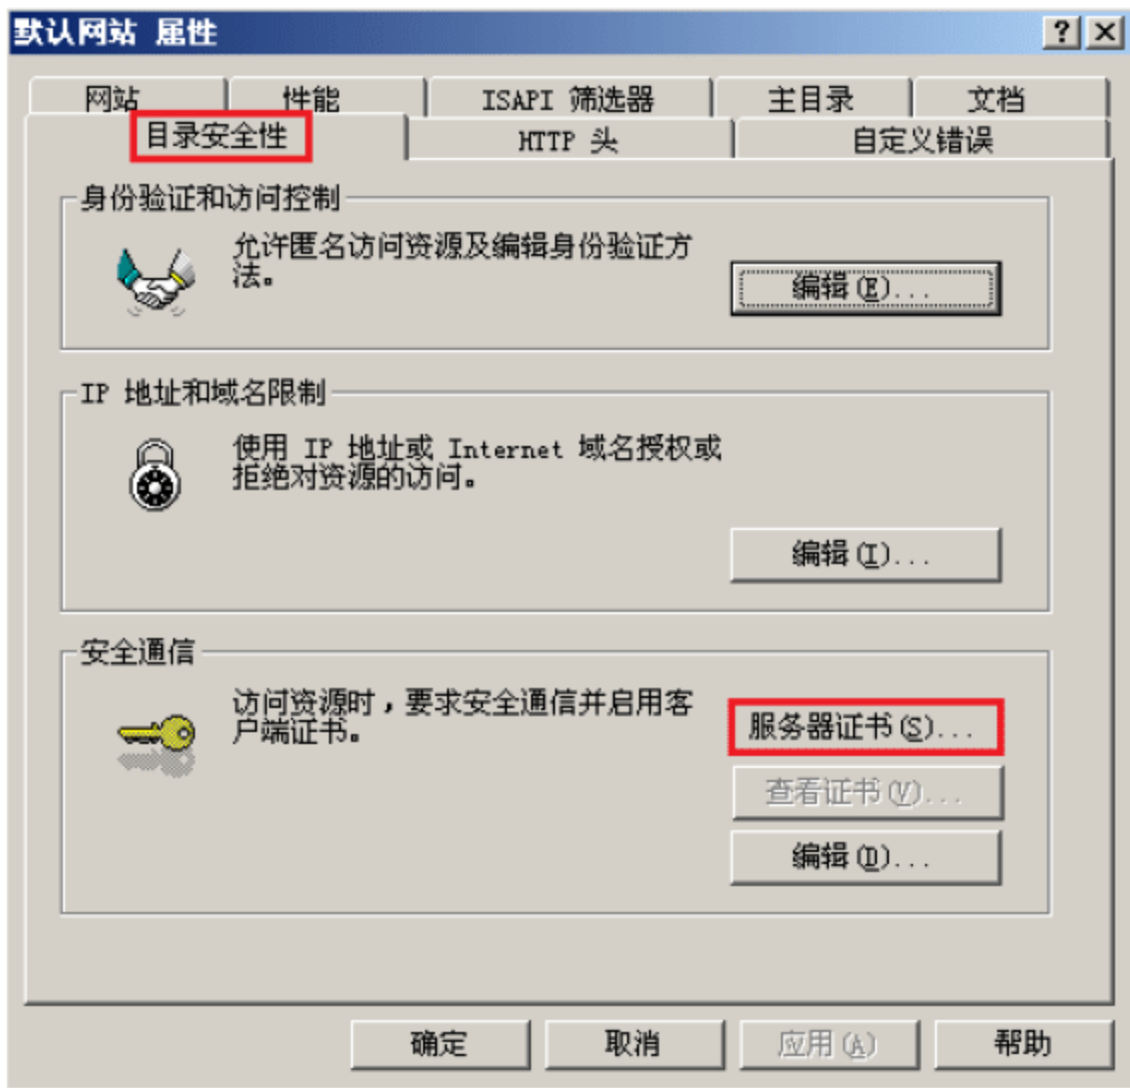 默认网站 属性
网站 性能 ISAPI 筛选器 主目录 文档
目录安全性 HTTP 头 自定义错误
身份验证和访问控制
允许匿名访问资源及编辑身份验证方
法。
编辑(E)...
IP 地址和域名限制
使用 IP 地址或 Internet 域名授权或
拒绝对资源的访问。
编辑(I)...
安全通信
访问资源时，要求安全通信并启用客
户端证书。
服务器证书(S)...
查看证书(V)...
编辑(D)...
确定 取消 应用(A) 帮助